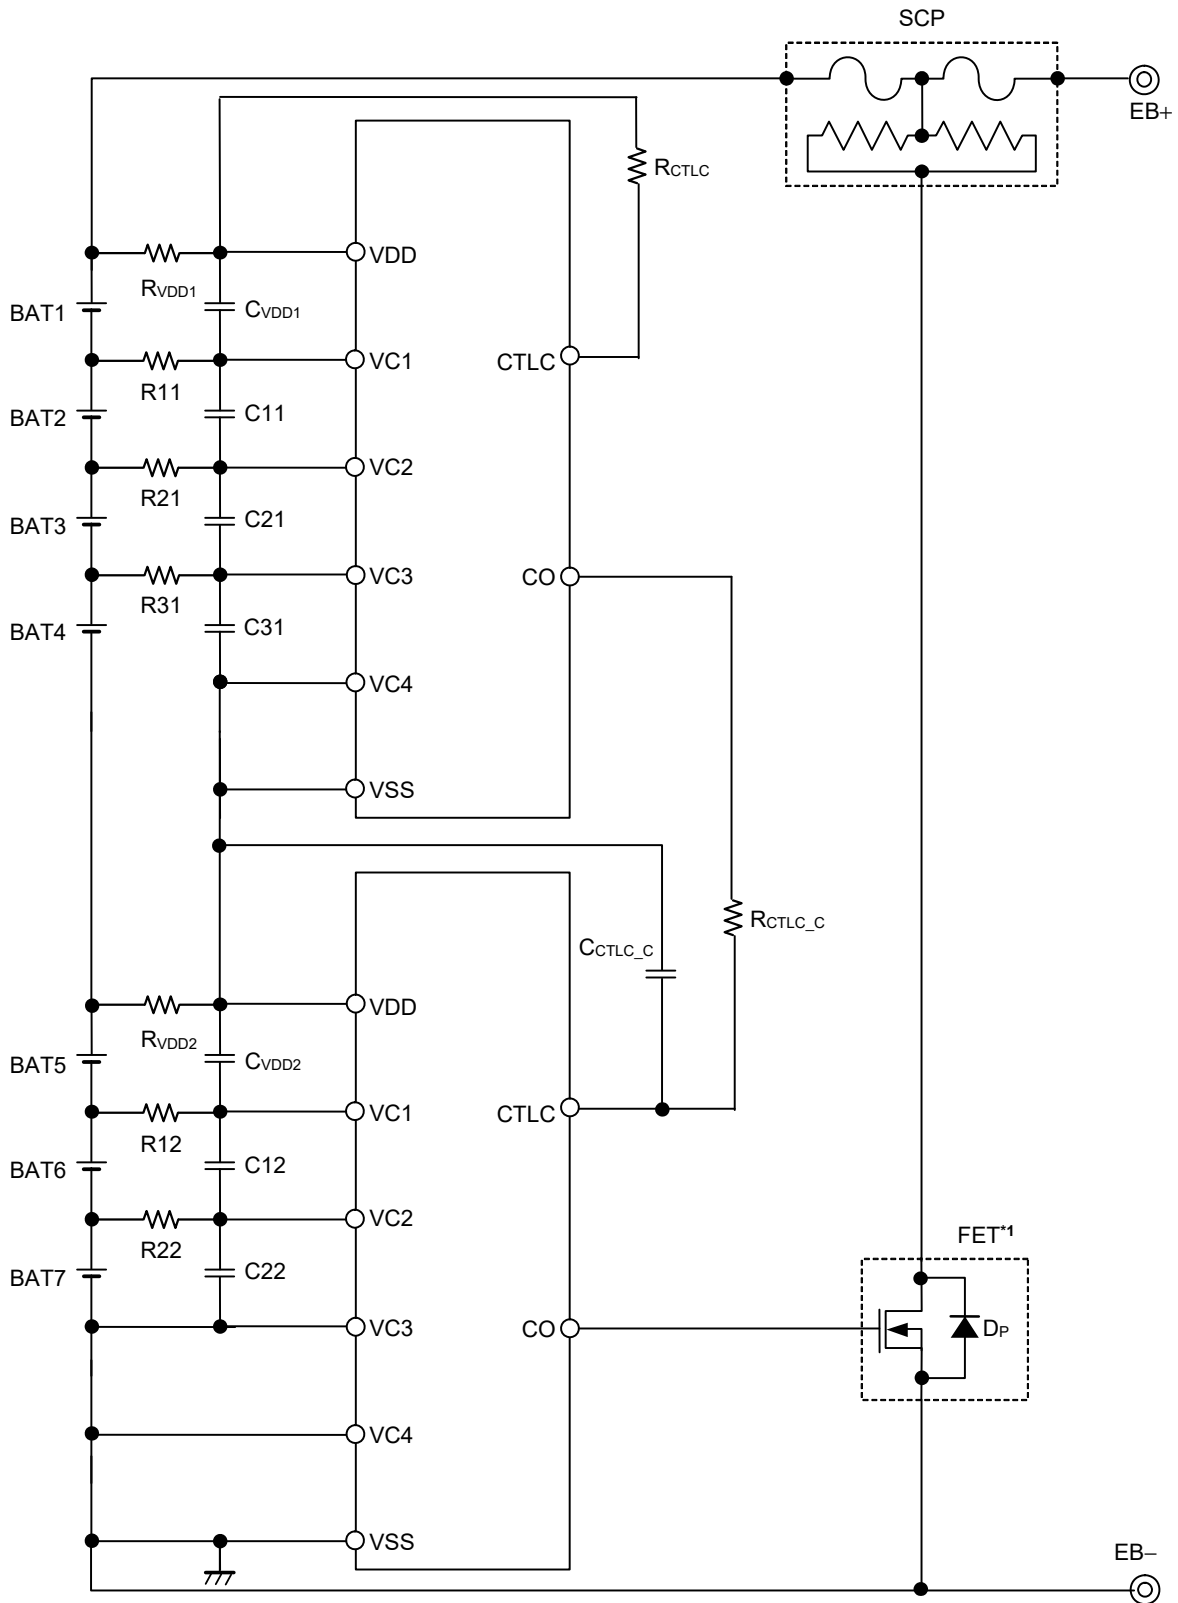 SCP
EB+
RCTLC
VDD
RVDD1
BAT1
CVDD1
VC1
CTLC
R11
BAT2
C11
VC2
R21
BAT3
C21
VC3
CO
R31
BAT4
C31
VC4
VSS
RCTLC_C
CCTLC_C
VDD
RVDD2
BAT5
CVDD2
VC1
CTLC
R12
BAT6
C12
VC2
R22
FET*1
BAT7
C22
VC3
CO
DP
VC4
VSS
EB−